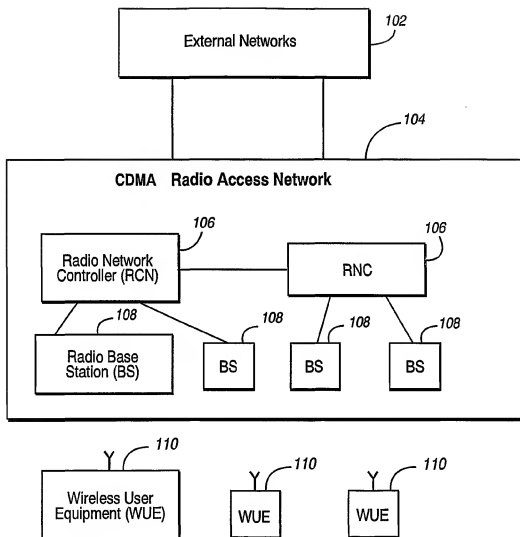 External Networks
102
104
CDMA Radio Access Network
106
106
Radio Network
Controller (RCN)
RNC
108
108
108
108
Radio Base
Station (BS)
BS
BS
BS
110
110
110
Wireless User
Equipment (WUE)
WUE
WUE